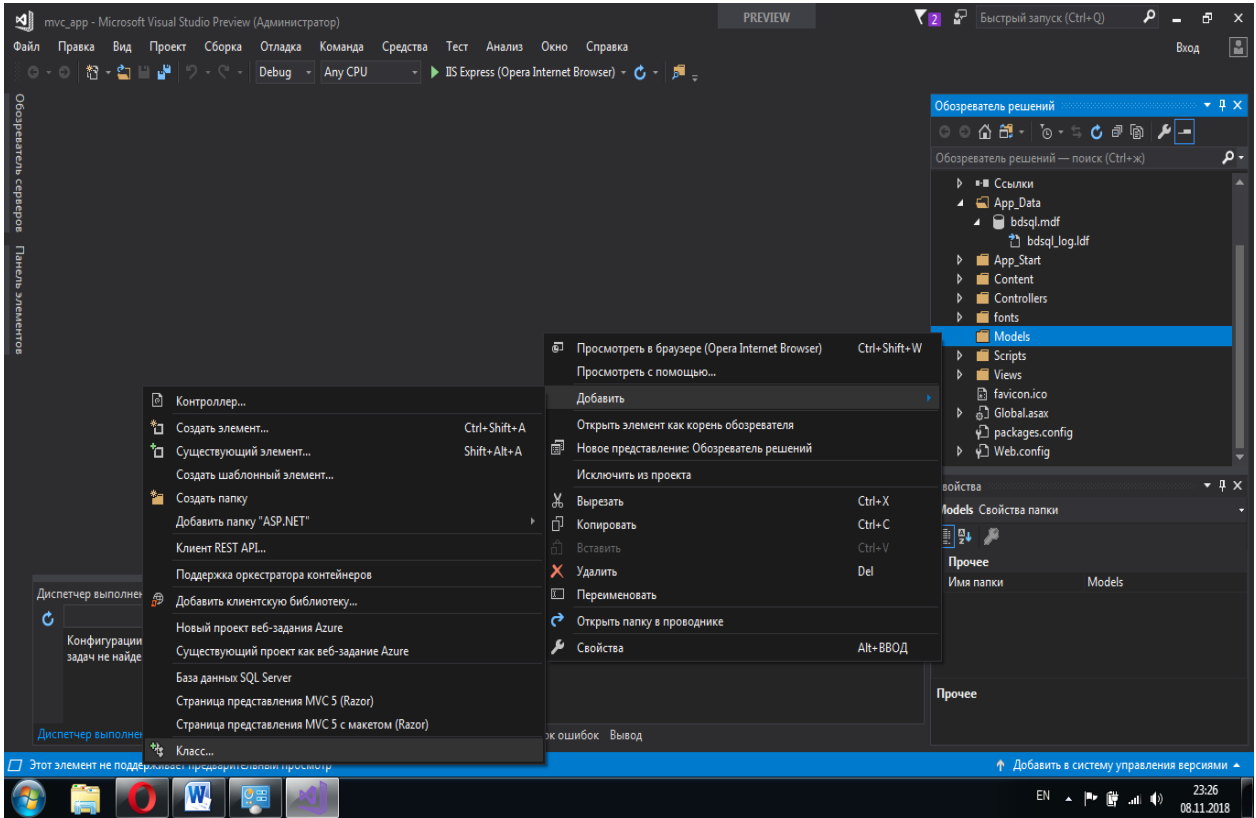 mvc_app - Microsoft Visual Studio Preview (Администратор)
PREVIEW
2
Быстрый запуск (Ctrl+Q)
Файл Правка Вид Проект Сборка Отладка Команда Средства Тест Анализ Окно Справка
Вход
Debug Any CPU IIS Express (Opera Internet Browser)
Обозреватель серверов
Панель элементов
Обозреватель решений
Обозреватель решений — поиск (Ctrl+ж)
Ссылки
App_Data
bdsql.mdf
bdsql_log.ldf
App_Start
Content
Controllers
fonts
Models
Scripts
Views
favicon.ico
Global.asax
packages.config
Web.config
Просмотреть в браузере (Opera Internet Browser) Ctrl+Shift+W
Просмотреть с помощью...
Добавить
Открыть элемент как корень обозревателя
Новое представление: Обозреватель решений
Исключить из проекта
Вырезать Ctrl+X
Копировать Ctrl+C
Вставить Ctrl+V
Удалить Del
Переименовать
Открыть папку в проводнике
Свойства Alt+ВВОД
Контроллер...
Создать элемент... Ctrl+Shift+A
Существующий элемент... Shift+Alt+A
Создать шаблонный элемент...
Создать папку
Добавить папку "ASP.NET"
Клиент REST API...
Поддержка оркестратора контейнеров
Добавить клиентскую библиотеку...
Новый проект веб-задания Azure
Существующий проект как веб-задание Azure
База данных SQL Server
Страница представления MVC 5 (Razor)
Страница представления MVC 5 с макетом (Razor)
Класс...
войства
Models Свойства папки
Прочее
Имя папки Models
Прочее
Диспетчер выполнен
Конфигурации
задач не найде
Диспетчер выполнен
ок ошибок Вывод
Этот элемент не поддерживает предварительный просмотр
Добавить в систему управления версиями
EN
23:26
08.11.2018